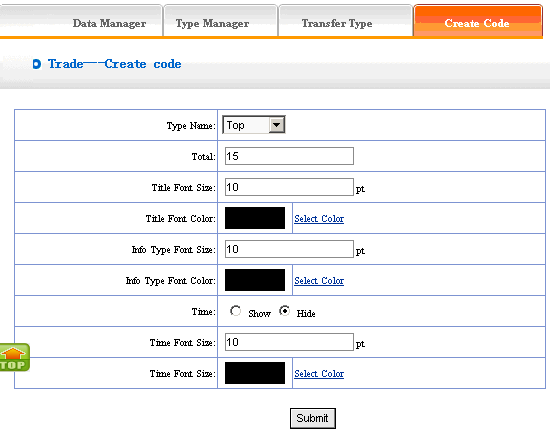 Data Manager Type Manager Transfer Type Create Code
Trade——Create code
Type Name: Top
Total: 15
Title Font Size: 10 pt
Title Font Color: Select Color
Info Type Font Size: 10 pt
Info Type Font Color: Select Color
Time: Show Hide
Time Font Size: 10 pt
TOP
Time Font Size: Select Color
Submit